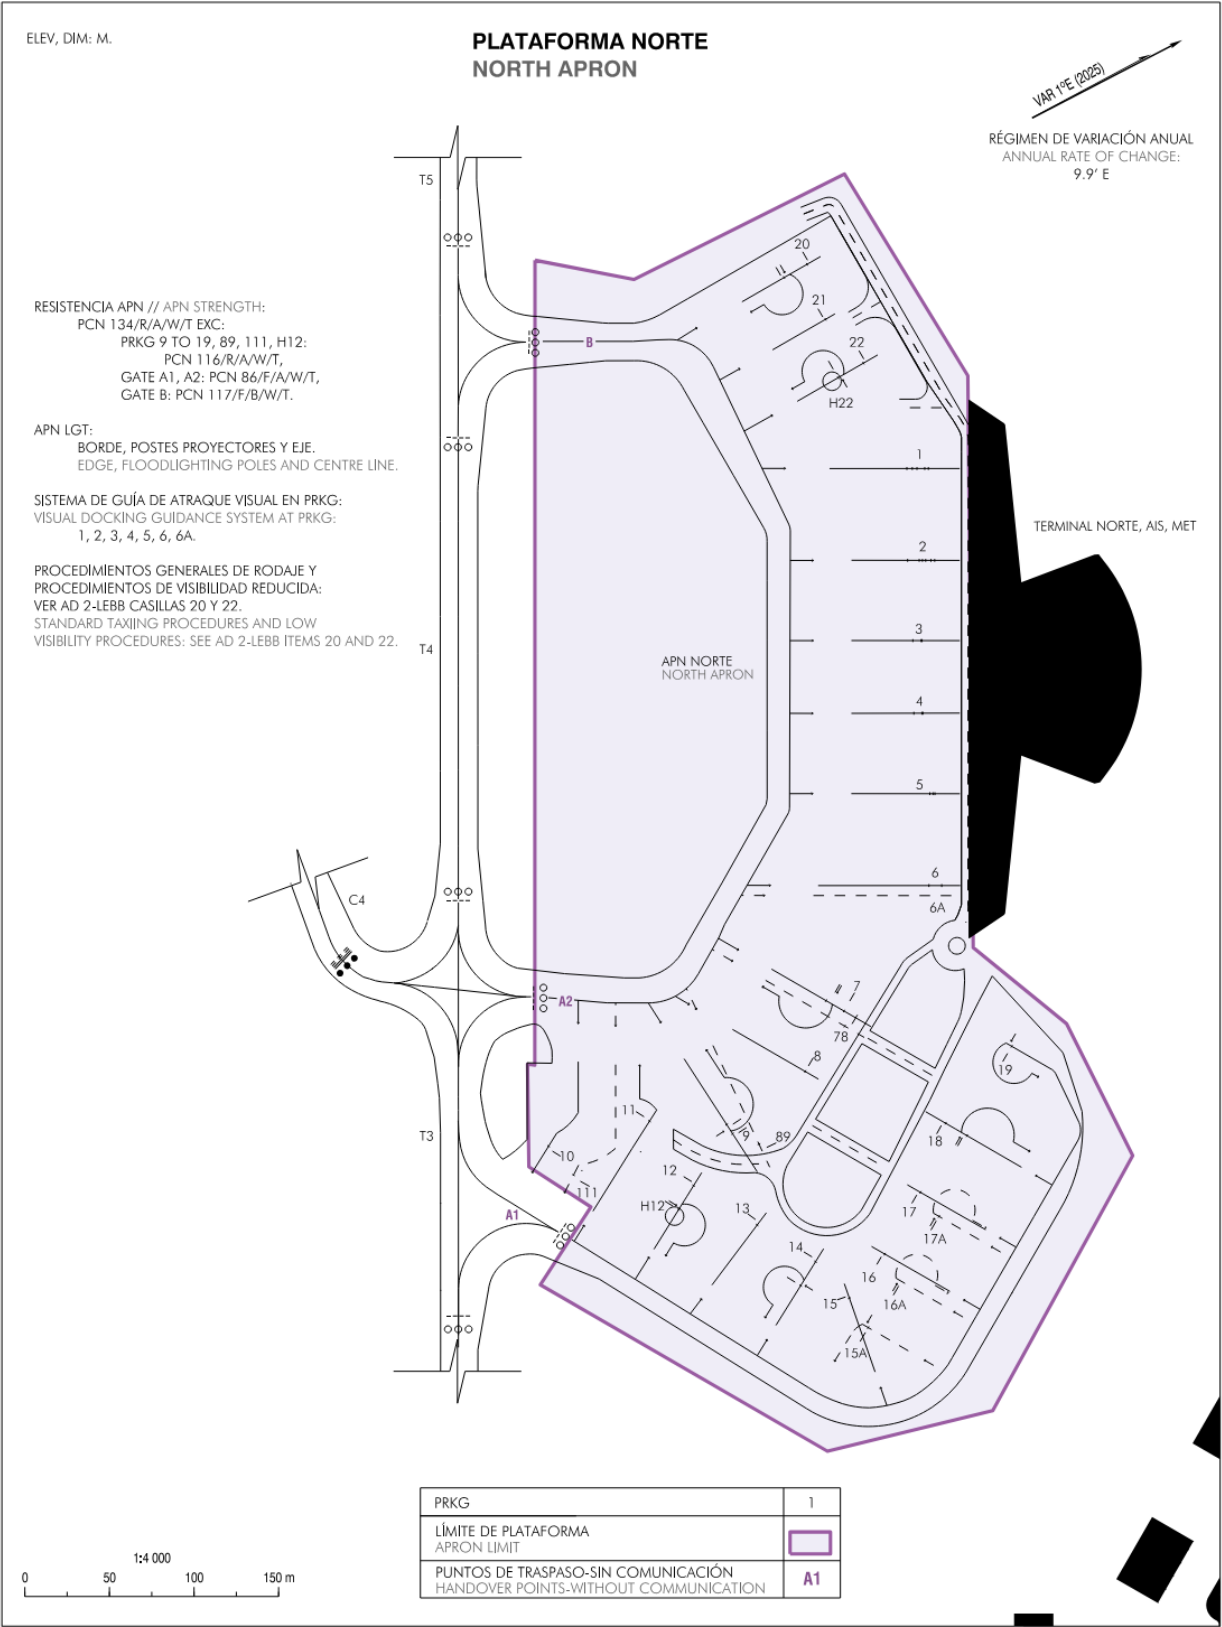 ELEV, DIM: M.
PLATAFORMA NORTE
NORTH APRON
VAR 1ºE (2025)
RÉGIMEN DE VARIACIÓN ANUAL
ANNUAL RATE OF CHANGE:
9.9' E
T5
RESISTENCIA APN // APN STRENGTH:
PCN 134/R/A/W/T EXC:
PRKG 9 TO 19, 89, 111, H12:
PCN 116/R/A/W/T,
GATE A1, A2: PCN 86/F/A/W/T,
GATE B: PCN 117/F/B/W/T.
APN LGT:
BORDE, POSTES PROYECTORES Y EJE.
EDGE, FLOODLIGHTING POLES AND CENTRE LINE.
SISTEMA DE GUÍA DE ATRAQUE VISUAL EN PRKG:
VISUAL DOCKING GUIDANCE SYSTEM AT PRKG:
1, 2, 3, 4, 5, 6, 6A.
PROCEDIMIENTOS GENERALES DE RODAJE Y
PROCEDIMIENTOS DE VISIBILIDAD REDUCIDA:
VER AD 2-LEBB CASILLAS 20 Y 22.
STANDARD TAXIING PROCEDURES AND LOW
VISIBILITY PROCEDURES: SEE AD 2-LEBB ITEMS 20 AND 22.
20
21
22
H22
B
1
2
TERMINAL NORTE, AIS, MET
3
T4
APN NORTE
NORTH APRON
4
5
6
6A
C4
7
A2
78
8
19
11
T3
9
89
18
10
12
111
H12
13
17
A1
17A
14
16
15
16A
15A
PRKG 1
LÍMITE DE PLATAFORMA
APRON LIMIT
PUNTOS DE TRASPASO-SIN COMUNICACIÓN
HANDOVER POINTS-WITHOUT COMMUNICATION
A1
1:4 000
0 50 100 150 m